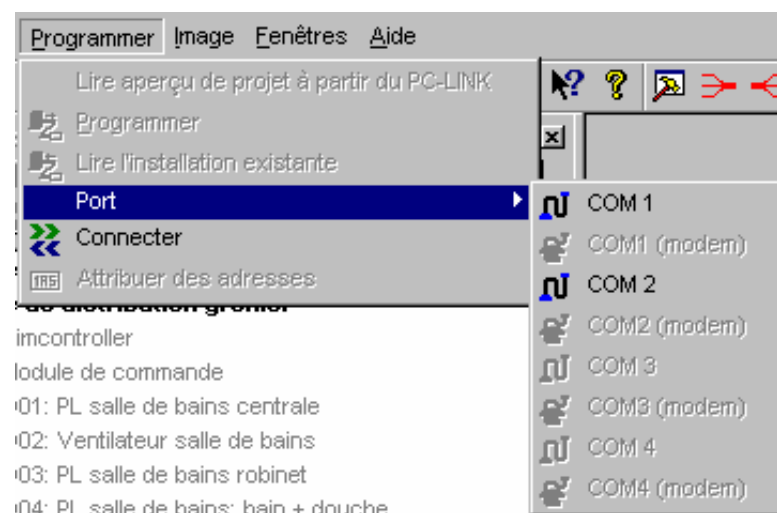 Programmer Image Fenêtres Aide
Lire aperçu de projet à partir du PC-LINK
Programmer
Lire l'installation existante
Port
Connecter
Attribuer des adresses
COM 1
COM1 (modem)
COM 2
COM2 (modem)
COM 3
COM3 (modem)
COM 4
COM4 (modem)
de distribution grenier
imcontroller
lodule de commande
01: PL salle de bains centrale
02: Ventilateur salle de bains
03: PL salle de bains robinet
04: PL salle de bains: bain + douche